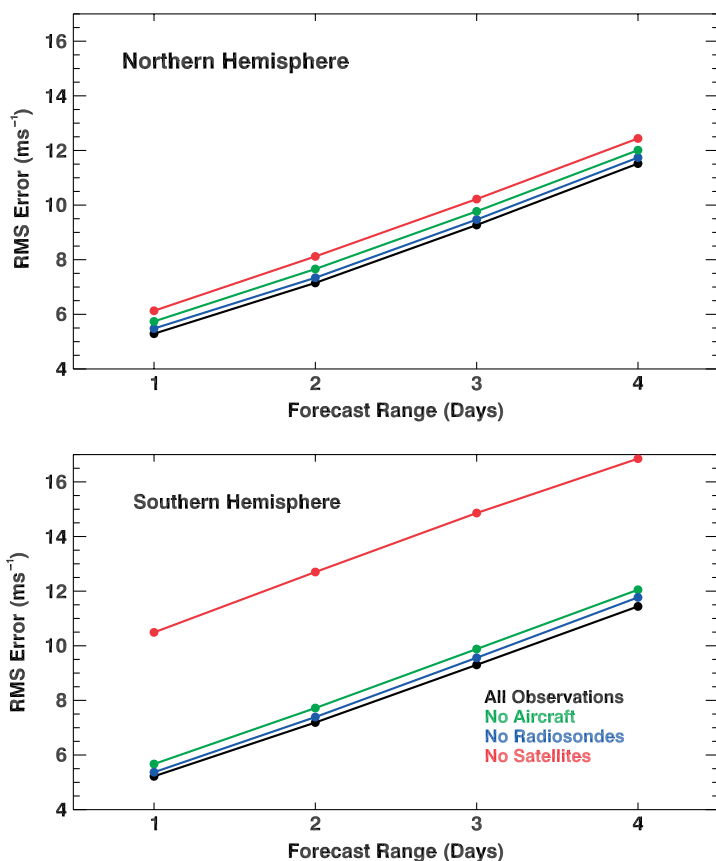 16
14
12
10
8
6
4
RMS Error (ms⁻¹)
Northern Hemisphere
1 2 3 4
Forecast Range (Days)
16
14
12
10
8
6
4
RMS Error (ms⁻¹)
Southern Hemisphere
All Observations
No Aircraft
No Radiosondes
No Satellites
1 2 3 4
Forecast Range (Days)